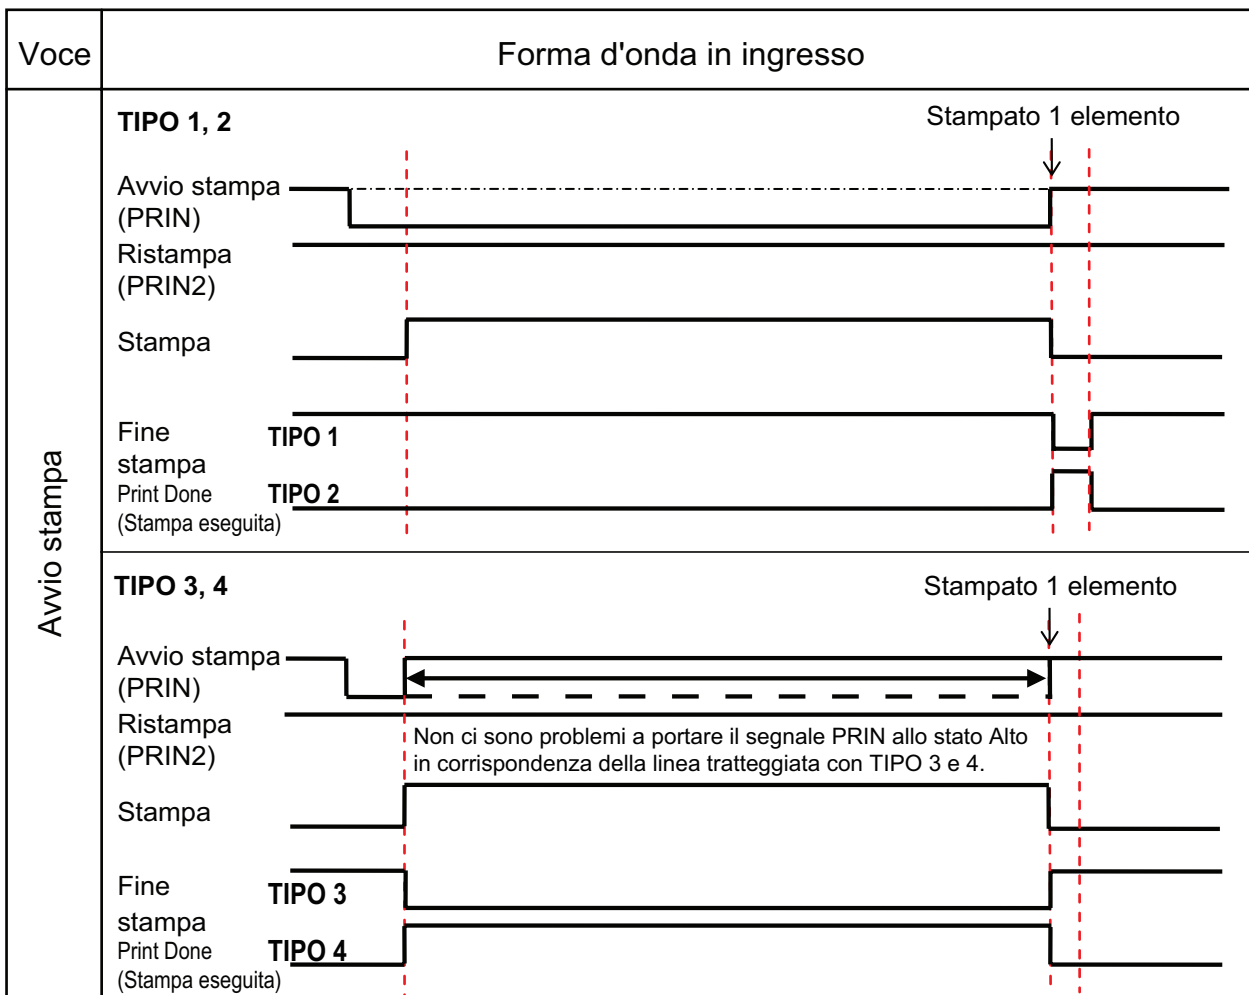 Voce
Forma d'onda in ingresso
Avvio stampa
TIPO 1, 2
Stampato 1 elemento
Avvio stampa
(PRIN)
Ristampa
(PRIN2)
Stampa
Fine
stampa
Print Done
(Stampa eseguita)
TIPO 1
TIPO 2
TIPO 3, 4
Stampato 1 elemento
Avvio stampa
(PRIN)
Ristampa
(PRIN2)
Non ci sono problemi a portare il segnale PRIN allo stato Alto
in corrispondenza della linea tratteggiata con TIPO 3 e 4.
Stampa
Fine
stampa
Print Done
(Stampa eseguita)
TIPO 3
TIPO 4